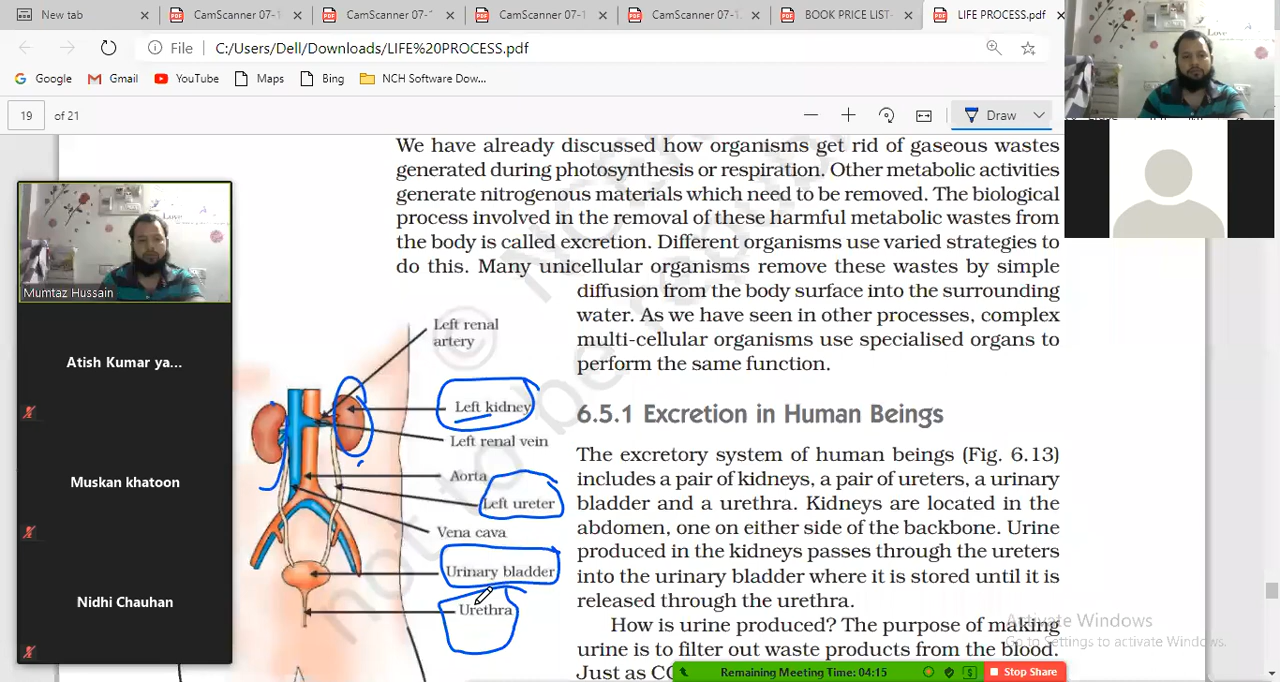 New tab
CamScanner 07-1
CamScanner 07-
CamScanner 07-1
CamScanner 07-1
BOOK PRICE LIST-
LIFE PROCESS.pdf
File
C:/Users/Dell/Downloads/LIFE%20PROCESS.pdf
Google
Gmail
YouTube
Maps
Bing
NCH Software Dow...
19
of 21
Draw
We have already discussed how organisms get rid of gaseous wastes
generated during photosynthesis or respiration. Other metabolic activities
generate nitrogenous materials which need to be removed. The biological
process involved in the removal of these harmful metabolic wastes from
the body is called excretion. Different organisms use varied strategies to
do this. Many unicellular organisms remove these wastes by simple
diffusion from the body surface into the surrounding
water. As we have seen in other processes, complex
multi-cellular organisms use specialised organs to
perform the same function.
Left renal
artery
Left kidney
Left renal vein
Aorta
Left ureter
Vena cava
Urinary bladder
Urethra
6.5.1 Excretion in Human Beings
The excretory system of human beings (Fig. 6.13)
includes a pair of kidneys, a pair of ureters, a urinary
bladder and a urethra. Kidneys are located in the
abdomen, one on either side of the backbone. Urine
produced in the kidneys passes through the ureters
into the urinary bladder where it is stored until it is
released through the urethra.
How is urine produced? The purpose of making
urine is to filter out waste products from the blood.
Just as CO
Mumtaz Hussain
Atish Kumar ya...
Muskan khatoon
Nidhi Chauhan
Love
Love
not to be repub
Activate Windows
Go to Settings to activate Windows.
Remaining Meeting Time: 04:15
Stop Share